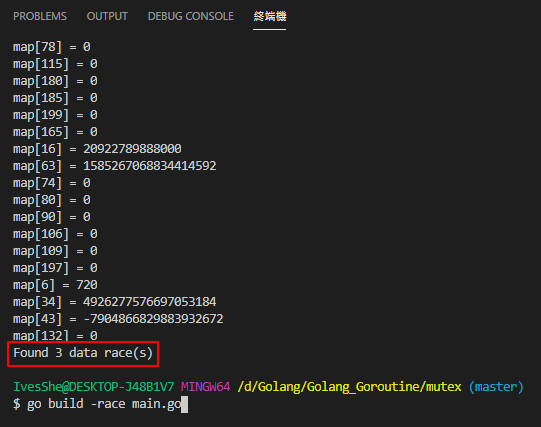 PROBLEMS OUTPUT DEBUG CONSOLE 終端機
map[78] = 0
map[115] = 0
map[180] = 0
map[185] = 0
map[199] = 0
map[165] = 0
map[16] = 20922789888000
map[63] = 1585267068834414592
map[74] = 0
map[80] = 0
map[90] = 0
map[106] = 0
map[109] = 0
map[197] = 0
map[6] = 720
map[34] = 4926277576697053184
map[43] = -7904866829883932672
map[132] = 0
Found 3 data race(s)
IvesShe@DESKTOP-J48B1V7 MINGW64 /d/Golang/Golang_Goroutine/mutex (master)
$ go build -race main.go